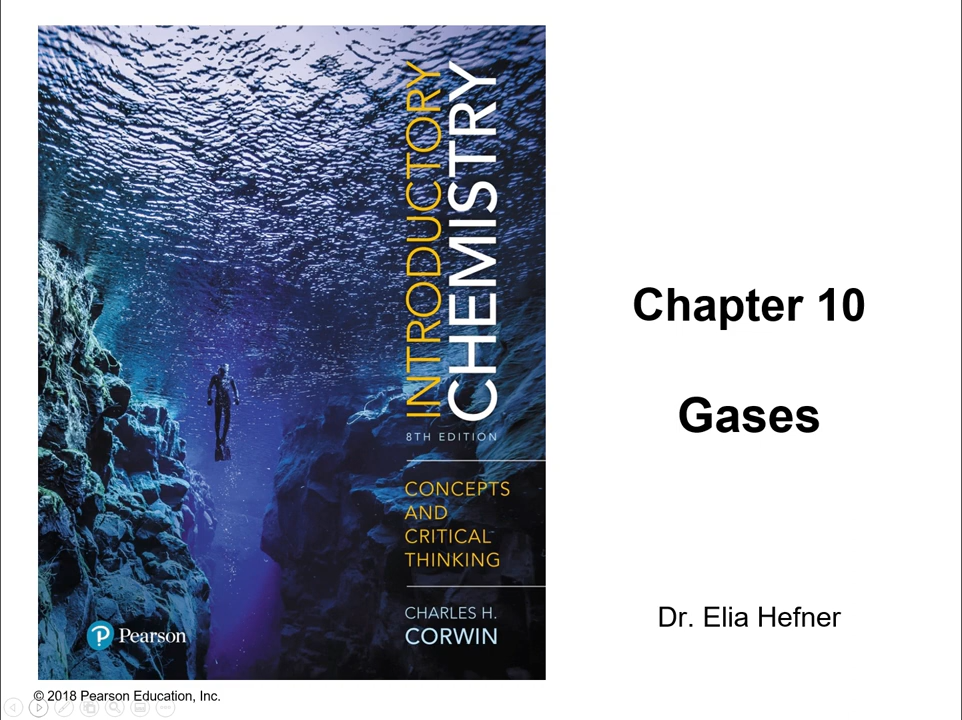 INTRODUCTORY
CHEMISTRY
8TH EDITION
CONCEPTS
AND
CRITICAL
THINKING
CHARLES H.
CORWIN
P Pearson
Chapter 10
Gases
Dr. Elia Hefner
© 2018 Pearson Education, Inc.